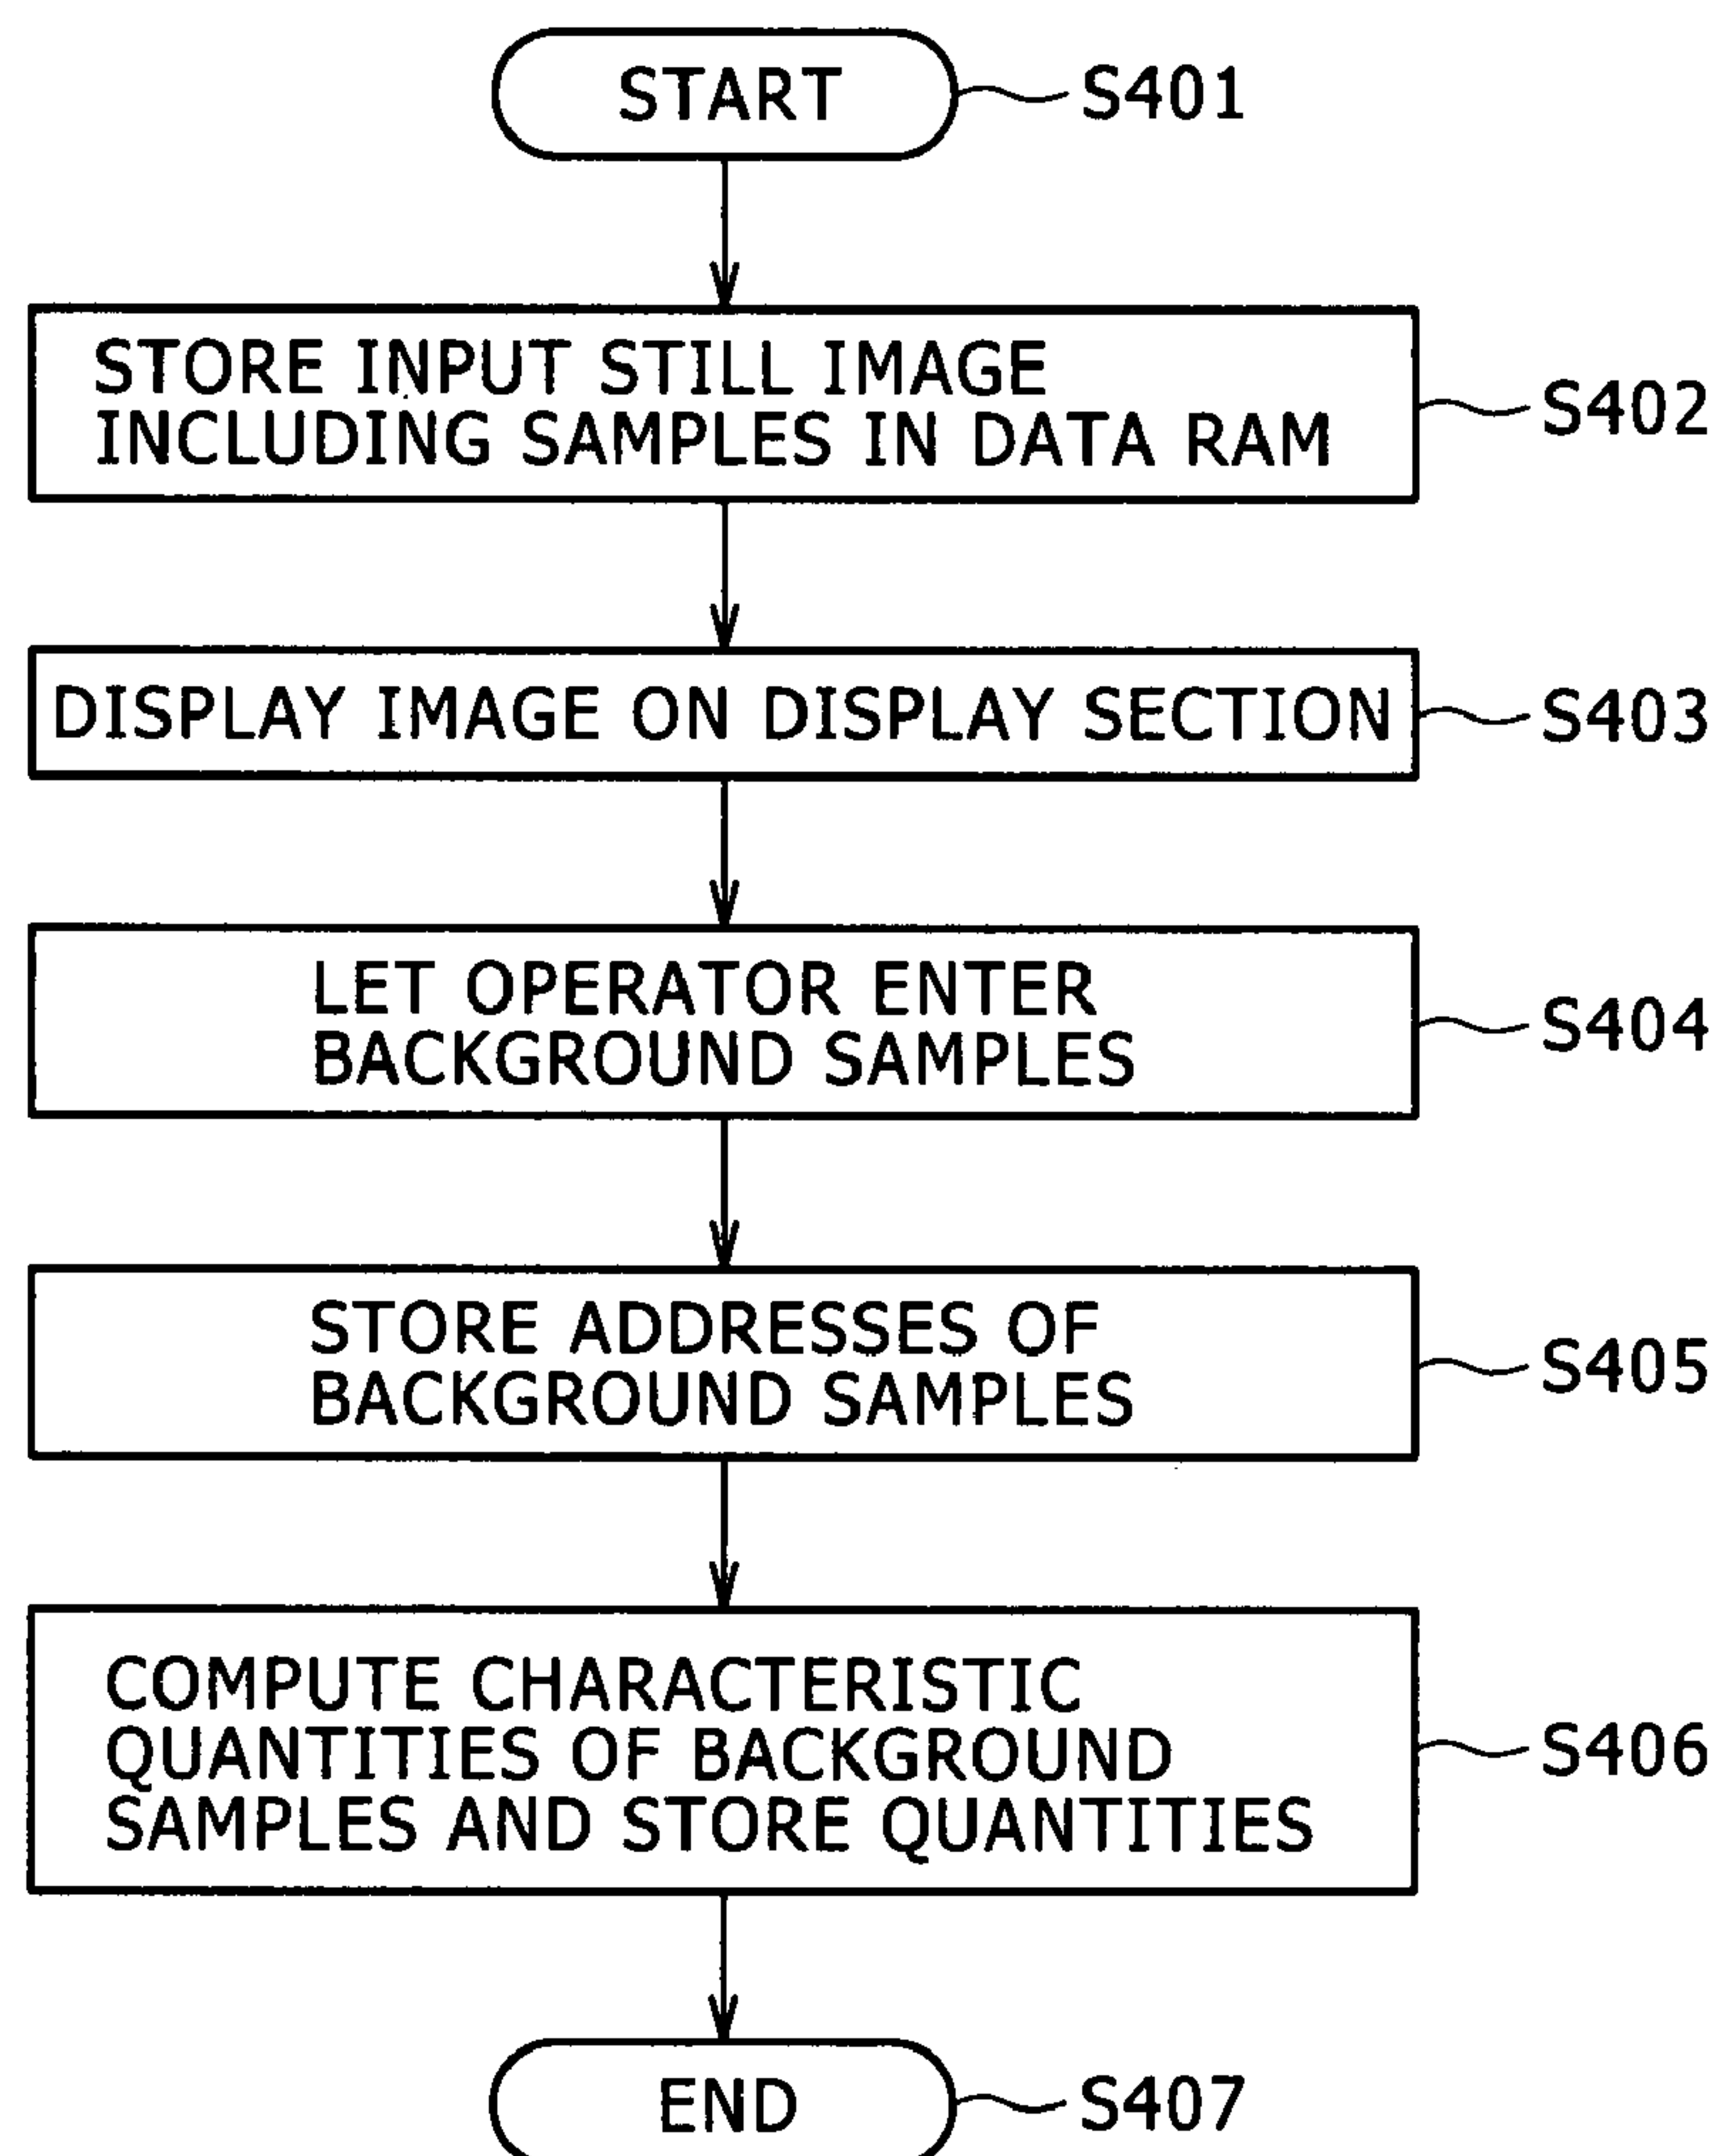 START
S401
STORE INPUT STILL IMAGE
INCLUDING SAMPLES IN DATA RAM
S402
DISPLAY IMAGE ON DISPLAY SECTION
S403
LET OPERATOR ENTER
BACKGROUND SAMPLES
S404
STORE ADDRESSES OF
BACKGROUND SAMPLES
S405
COMPUTE CHARACTERISTIC
QUANTITIES OF BACKGROUND
SAMPLES AND STORE QUANTITIES
S406
END
S407